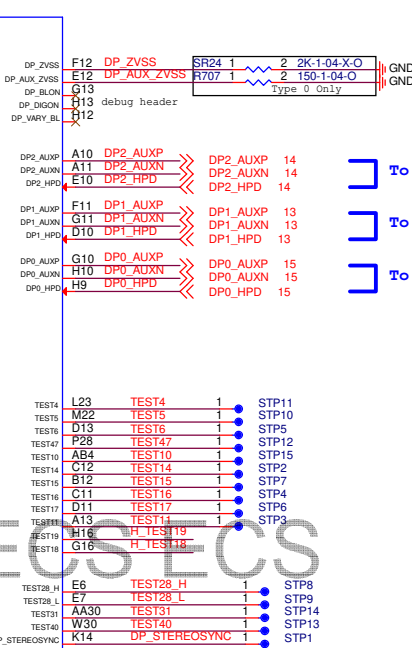 DP_ZVSS F12 DP_ZVSS SR24 1 2 2K-1-04-X-O GND
DP_AUX_ZVSS E12 DP_AUX_ZVSS R707 1 2 150-1-04-O GND
DP_BLON G13 Type 0 Only
DP_DIGON H13 debug header
DP_VARY_BL H12
DP2_AUXP A10 DP2_AUXP DP2_AUXP 14
DP2_AUXN A11 DP2_AUXN DP2_AUXN 14 To
DP2_HPD E10 DP2_HPD DP2_HPD 14
DP1_AUXP F11 DP1_AUXP DP1_AUXP 13
DP1_AUXN G11 DP1_AUXN DP1_AUXN 13 To
DP1_HPD D10 DP1_HPD DP1_HPD 13
DP0_AUXP G10 DP0_AUXP DP0_AUXP 15
DP0_AUXN H10 DP0_AUXN DP0_AUXN 15 To
DP0_HPD H9 DP0_HPD DP0_HPD 15
TEST4 L23 TEST4 1 STP11
TEST5 M22 TEST5 1 STP10
TEST6 D13 TEST6 1 STP5
TEST47 P28 TEST47 1 STP12
TEST10 AB4 TEST10 1 STP15
TEST14 C12 TEST14 1 STP2
TEST15 B12 TEST15 1 STP7
TEST16 C11 TEST16 1 STP4
TEST17 D11 TEST17 1 STP6
TEST11 A13 TEST11 1 STP3
TEST19 H16 H_TEST19
TEST18 G16 H_TEST18
ECS ECS
TEST28_H E6 TEST28_H 1 STP8
TEST28_L E7 TEST28_L 1 STP9
TEST31 AA30 TEST31 1 STP14
TEST40 W30 TEST40 1 STP13
P_STEREOSYNC K14 DP_STEREOSYNC 1 STP1